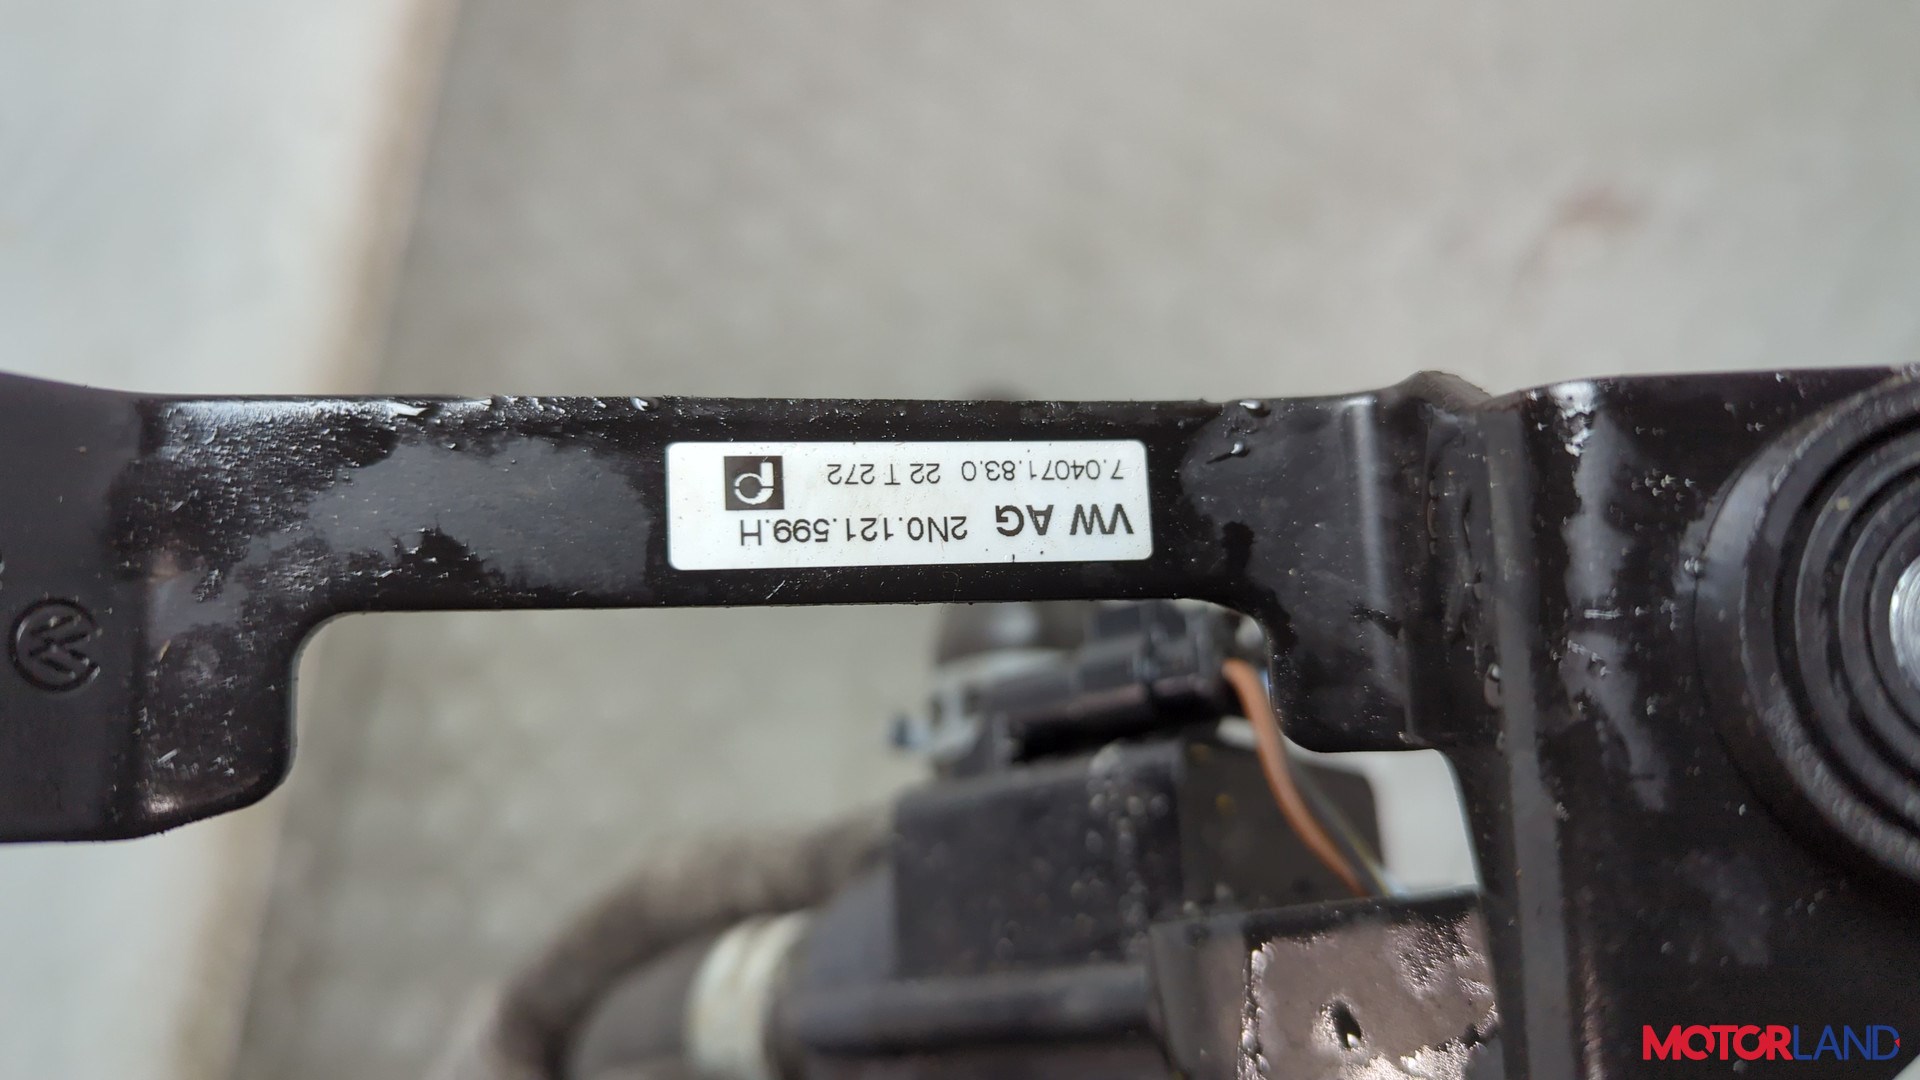 VW AG 2N0.121.599.H
7.04071.83.0 22 T 272
MOTORLAND